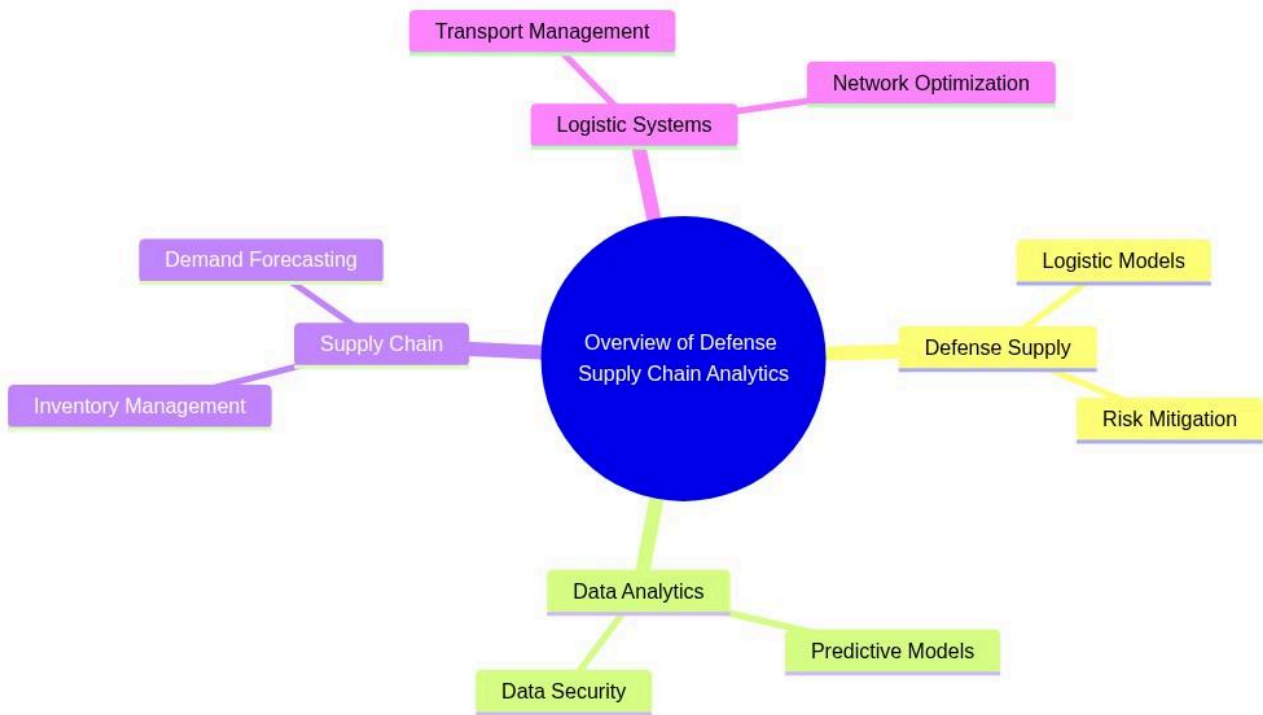 Transport Management
Network Optimization
Logistic Systems
Demand Forecasting
Logistic Models
Supply Chain
Overview of Defense
Supply Chain Analytics
Defense Supply
Inventory Management
Risk Mitigation
Data Analytics
Predictive Models
Data Security